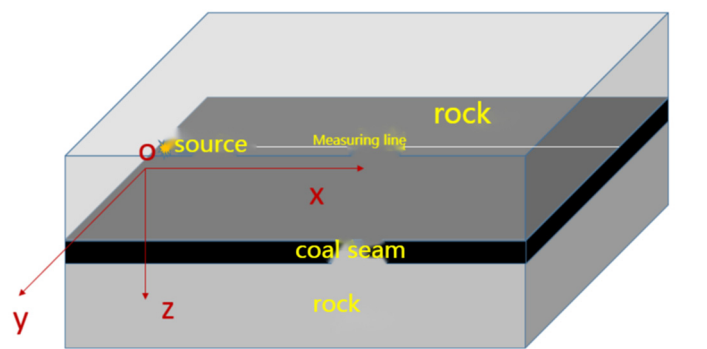 rock
O source
Measuring line
x
coal seam
z
rock
y